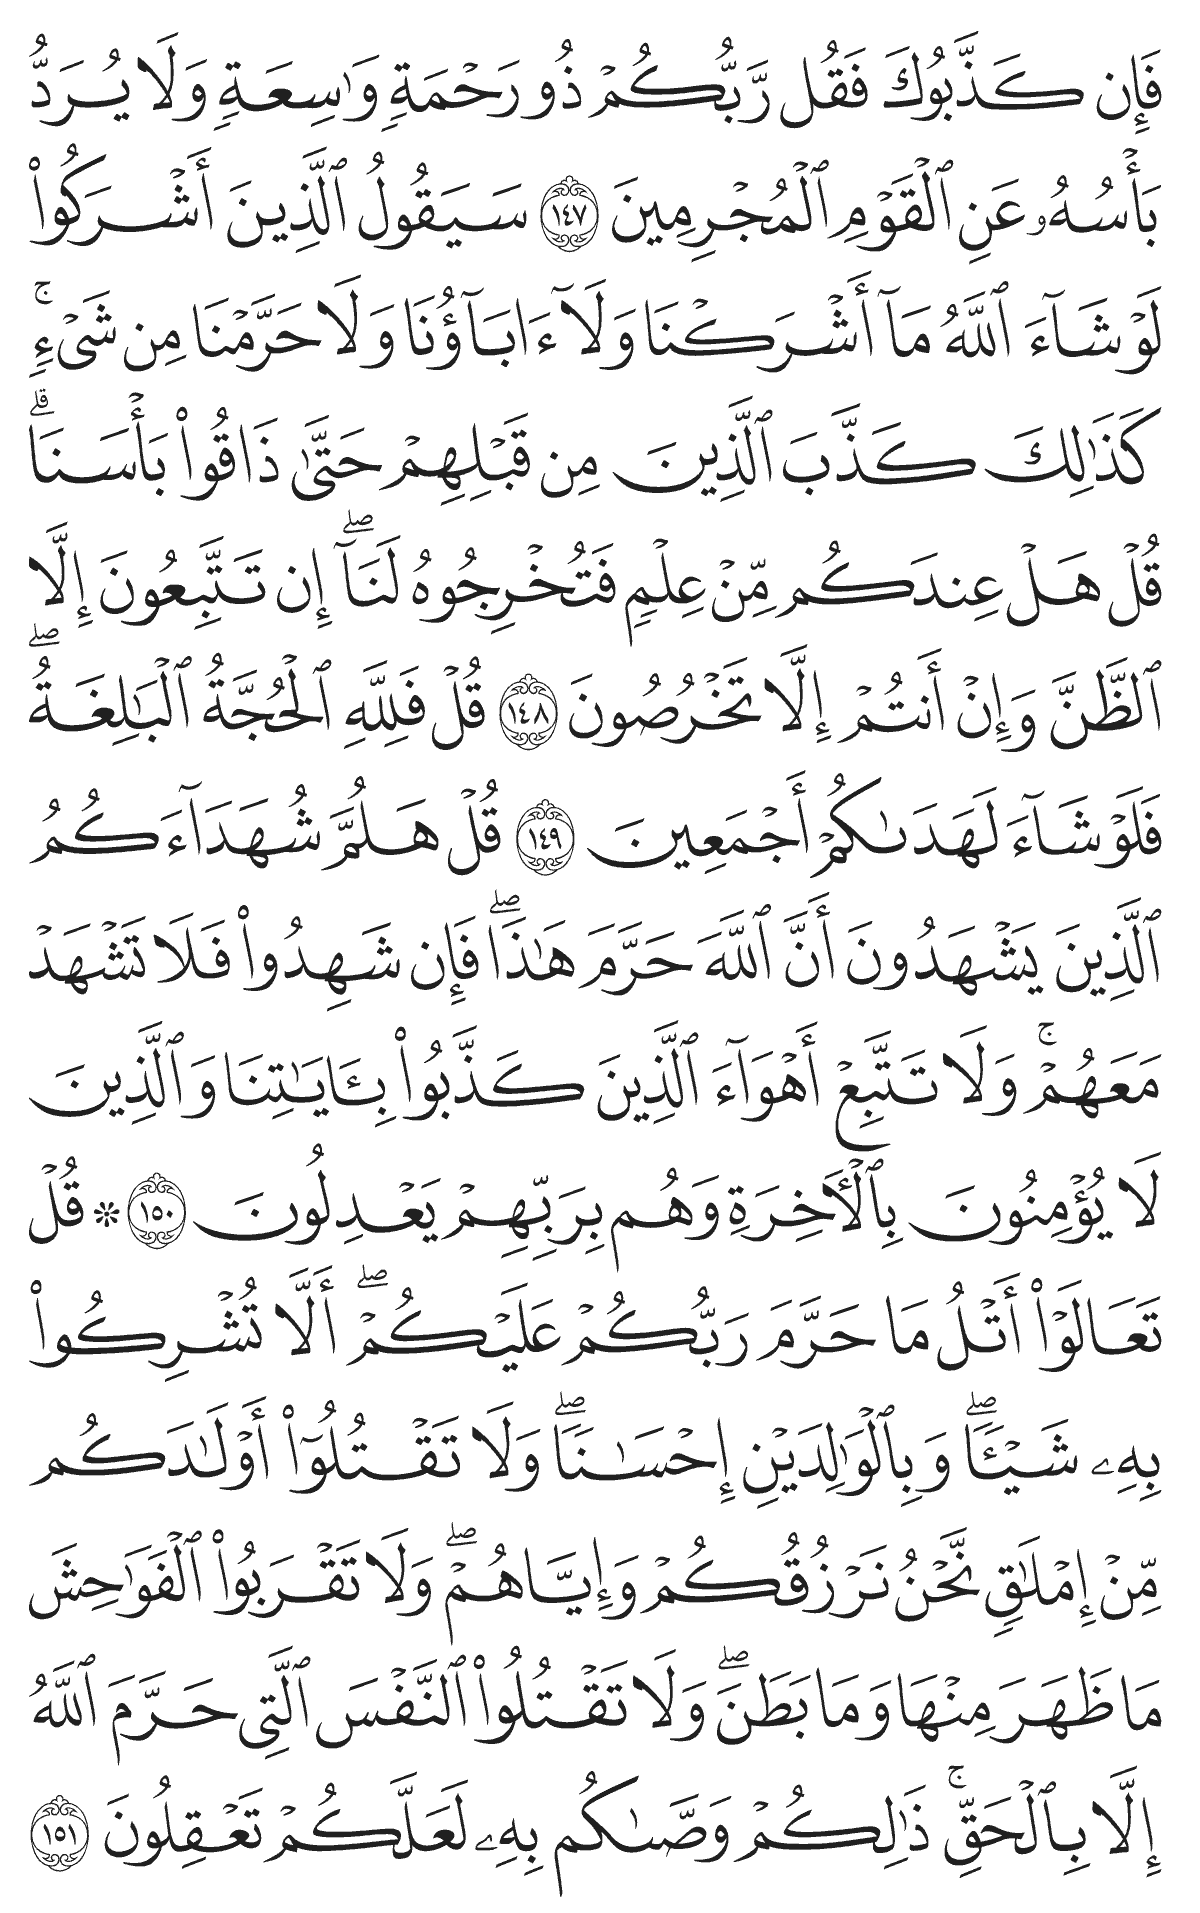 فَإِن كَذَّبُوكَ فَقُل رَّبُّكُمْ ذُو رَحْمَةٍ وَٰسِعَةٍ وَلَا يُرَدُّ
بَأْسُهُۥ عَنِ ٱلْقَوْمِ ٱلْمُجْرِمِينَ ١٤٧ سَيَقُولُ ٱلَّذِينَ أَشْرَكُوا۟
لَوْ شَآءَ ٱللَّهُ مَآ أَشْرَكْنَا وَلَآ ءَابَآؤُنَا وَلَا حَرَّمْنَا مِن شَىْءٍ ۚ
كَذَٰلِكَ كَذَّبَ ٱلَّذِينَ مِن قَبْلِهِمْ حَتَّىٰ ذَاقُوا۟ بَأْسَنَا ۗ
قُلْ هَلْ عِندَكُم مِّنْ عِلْمٍ فَتُخْرِجُوهُ لَنَآ ۖ إِن تَتَّبِعُونَ إِلَّا
ٱلظَّنَّ وَإِنْ أَنتُمْ إِلَّا تَخْرُصُونَ ١٤٨ قُلْ فَلِلَّهِ ٱلْحُجَّةُ ٱلْبَٰلِغَةُ ۖ
فَلَوْ شَآءَ لَهَدَىٰكُمْ أَجْمَعِينَ ١٤٩ قُلْ هَلُمَّ شُهَدَآءَكُمُ
ٱلَّذِينَ يَشْهَدُونَ أَنَّ ٱللَّهَ حَرَّمَ هَٰذَا ۖ فَإِن شَهِدُوا۟ فَلَا تَشْهَدْ
مَعَهُمْ ۚ وَلَا تَتَّبِعْ أَهْوَآءَ ٱلَّذِينَ كَذَّبُوا۟ بِـَٔايَٰتِنَا وَٱلَّذِينَ
لَا يُؤْمِنُونَ بِٱلْـَٔاخِرَةِ وَهُم بِرَبِّهِمْ يَعْدِلُونَ ١٥٠ ۞ قُلْ
تَعَالَوْا۟ أَتْلُ مَا حَرَّمَ رَبُّكُمْ عَلَيْكُمْ ۖ أَلَّا تُشْرِكُوا۟
بِهِۦ شَيْـًٔا ۖ وَبِٱلْوَٰلِدَيْنِ إِحْسَٰنًا ۖ وَلَا تَقْتُلُوٓا۟ أَوْلَٰدَكُم
مِّنْ إِمْلَٰقٍ نَّحْنُ نَرْزُقُكُمْ وَإِيَّاهُمْ ۖ وَلَا تَقْرَبُوا۟ ٱلْفَوَٰحِشَ
مَا ظَهَرَ مِنْهَا وَمَا بَطَنَ ۖ وَلَا تَقْتُلُوا۟ ٱلنَّفْسَ ٱلَّتِى حَرَّمَ ٱللَّهُ
إِلَّا بِٱلْحَقِّ ۚ ذَٰلِكُمْ وَصَّىٰكُم بِهِۦ لَعَلَّكُمْ تَعْقِلُونَ ١٥١